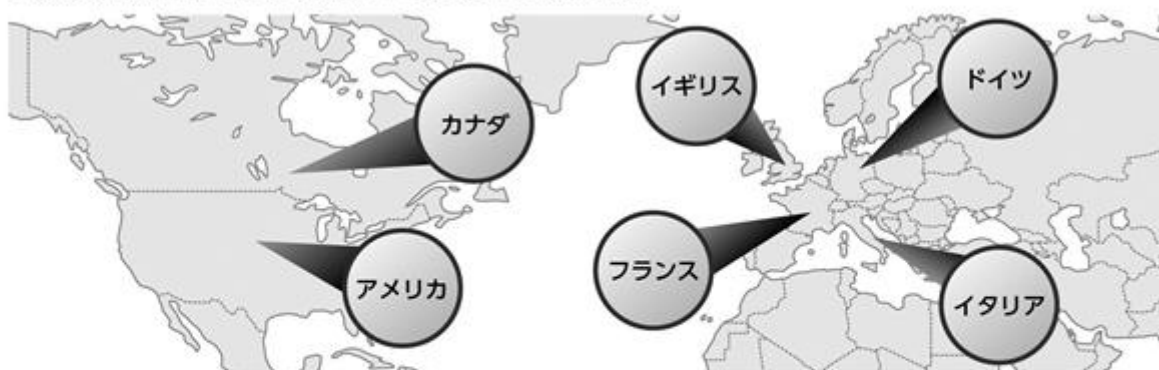 カナダ
アメリカ
イギリス
ドイツ
フランス
イタリア